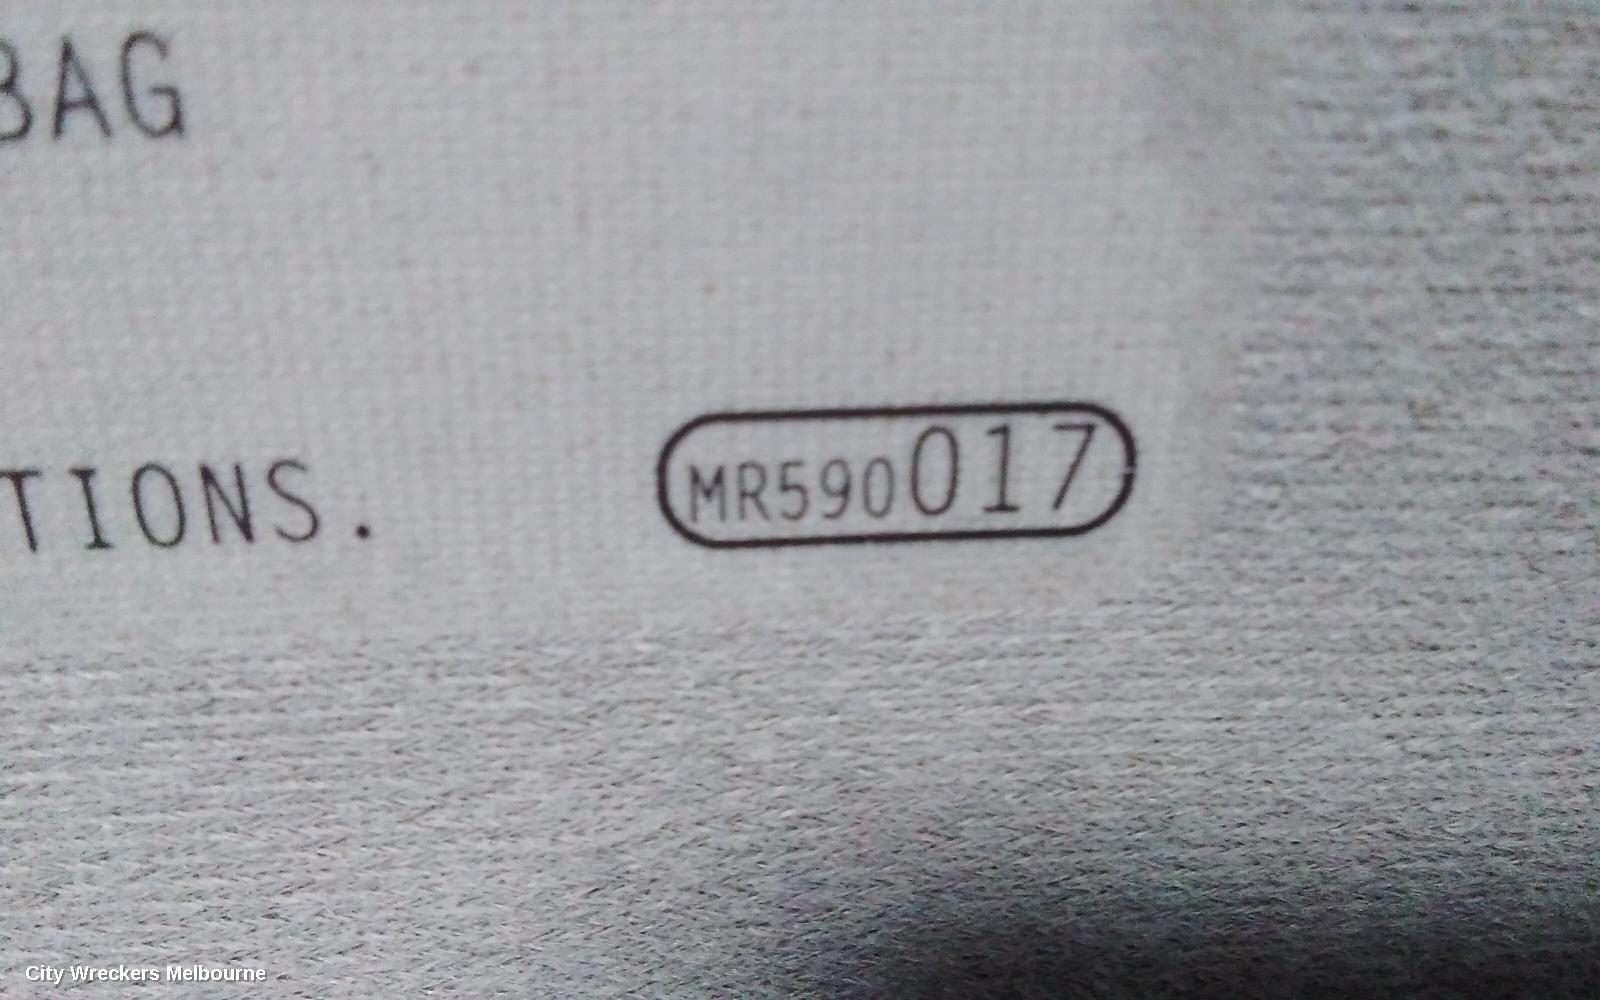 BAG
TIONS. MR590017
City Wreckers Melbourne